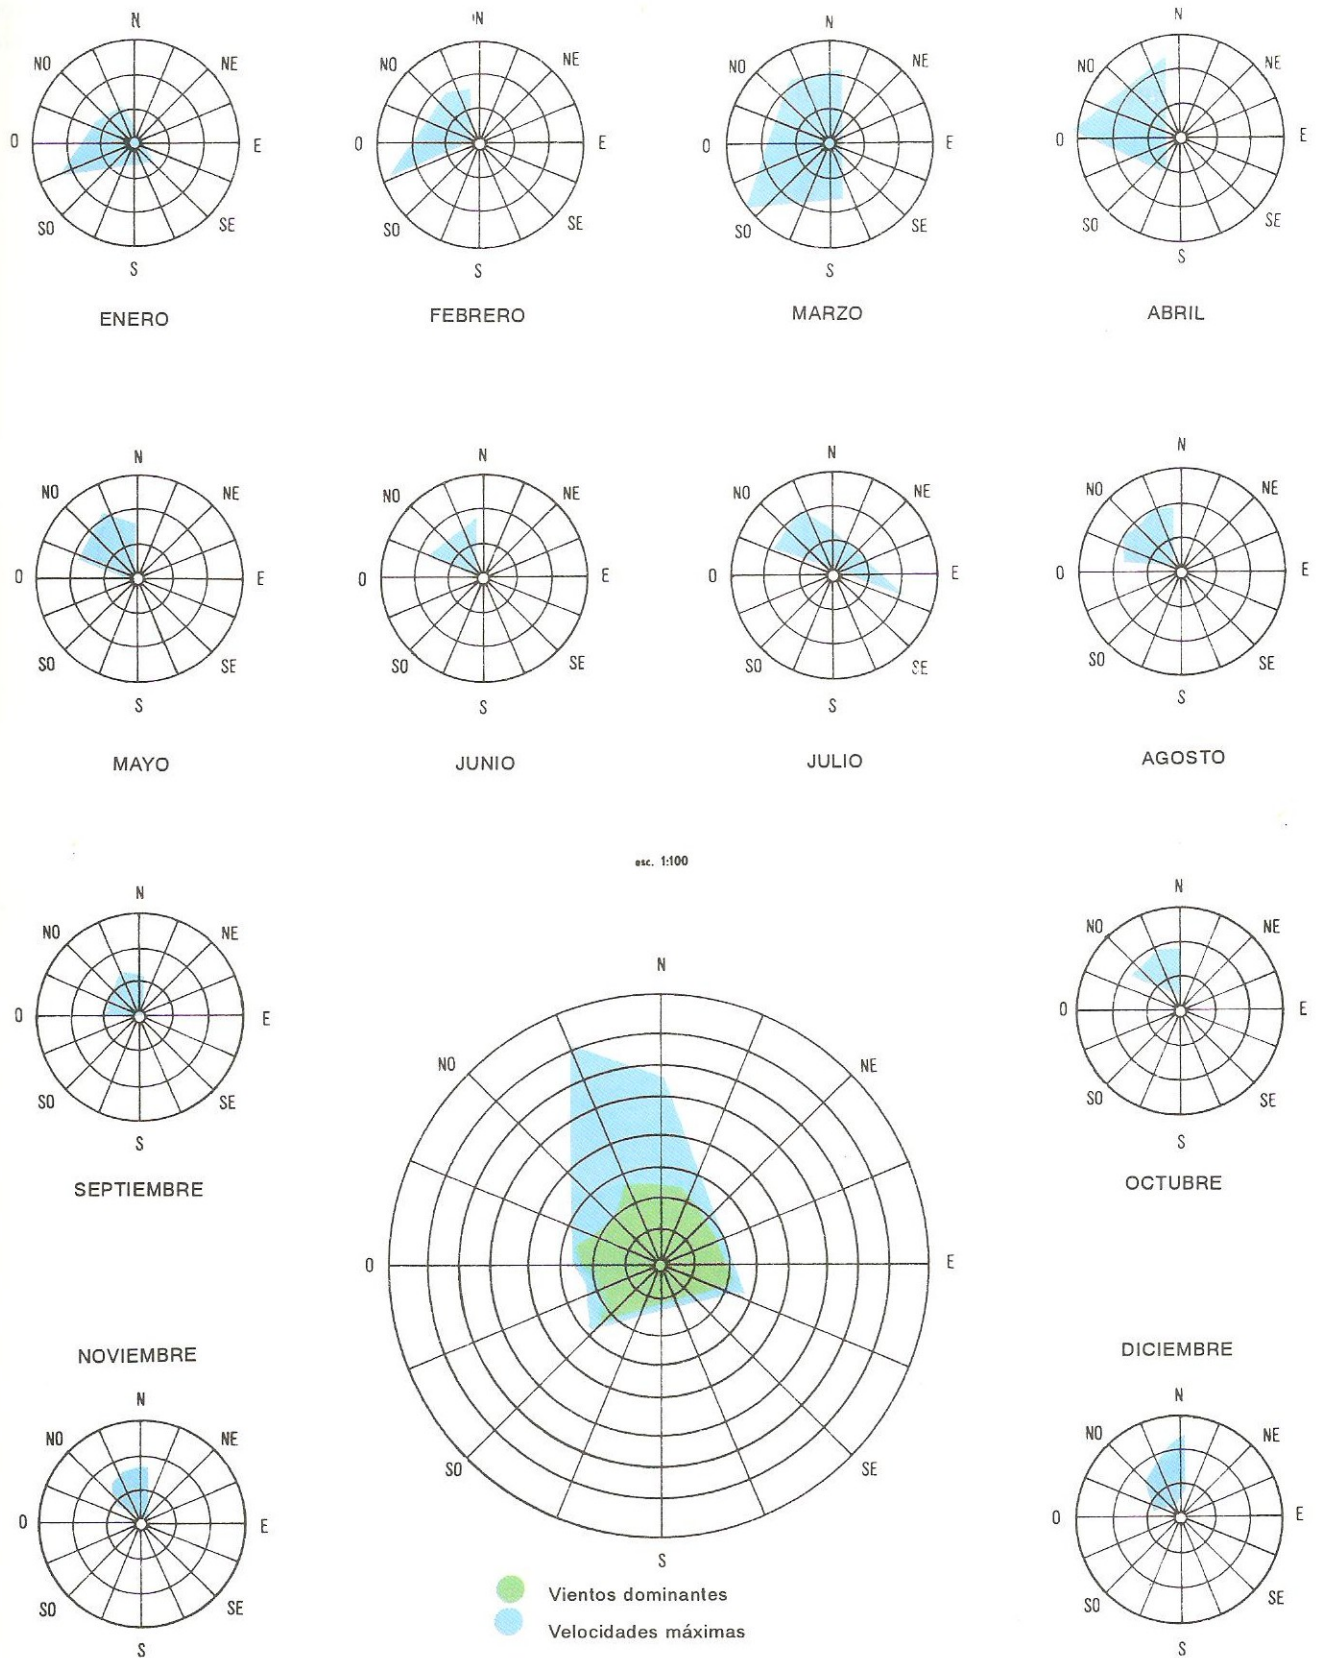 N
NO
NE
O
E
SO
SE
S
ENERO
N
NO
NE
O
E
SO
SE
S
FEBRERO
N
NO
NE
O
E
SO
SE
S
MARZO
N
NO
NE
O
E
SO
SE
S
ABRIL
N
NO
NE
O
E
SO
SE
S
MAYO
N
NO
NE
O
E
SO
SE
S
JUNIO
N
NO
NE
O
E
SO
SE
S
JULIO
N
NO
NE
O
E
SO
SE
S
AGOSTO
N
NO
NE
O
E
SO
SE
S
SEPTIEMBRE
esc. 1:100
N
NO
NE
O
E
SO
SE
S
N
NO
NE
O
E
SO
SE
S
OCTUBRE
NOVIEMBRE
N
NO
NE
O
E
SO
SE
S
DICIEMBRE
N
NO
NE
O
E
SO
SE
S
Vientos dominantes
Velocidades máximas